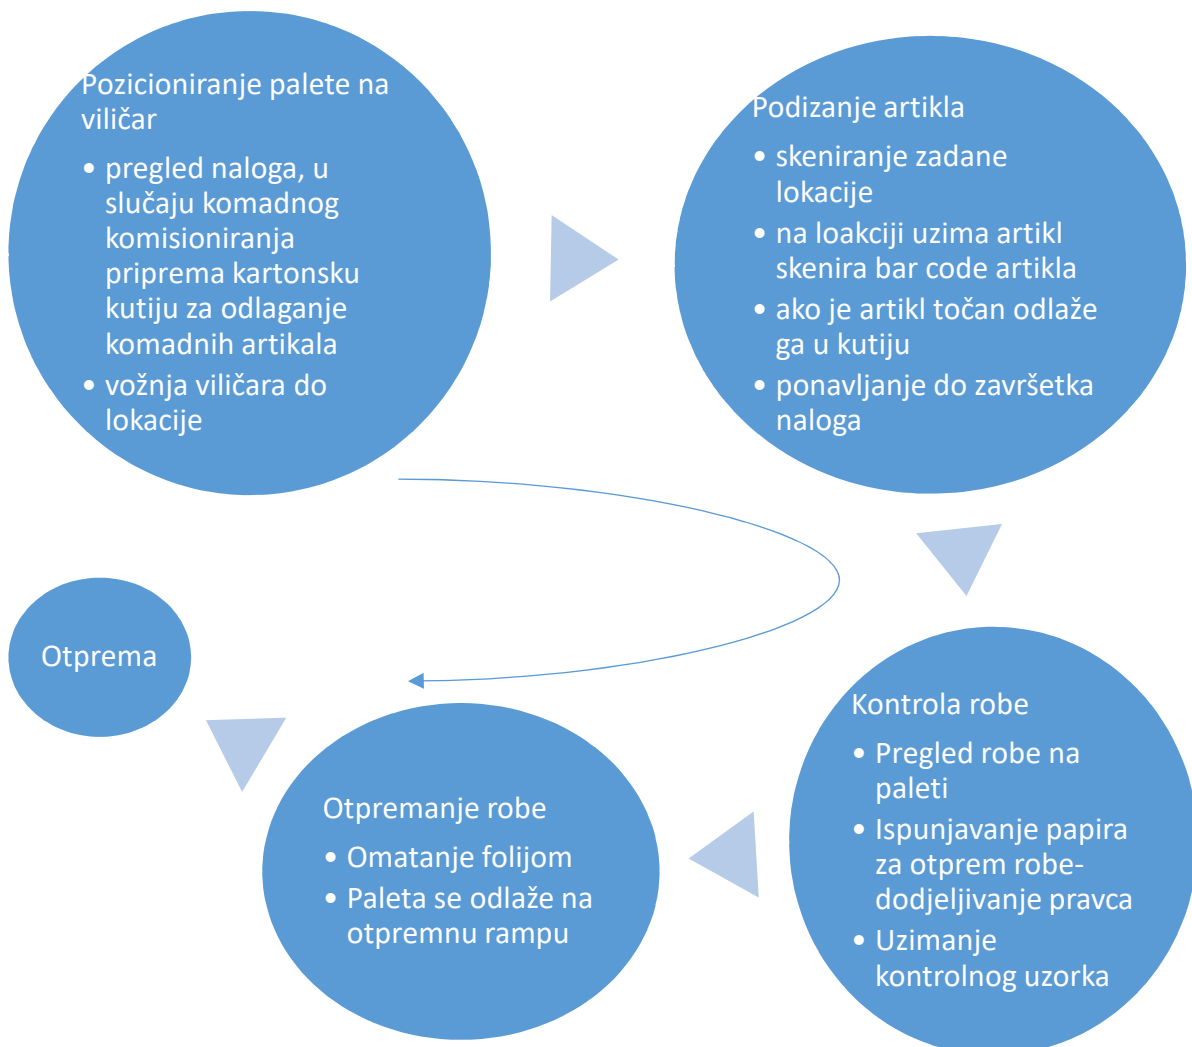 Pozicioniranje palete na
viličar
• pregled naloga, u
slučaju komadnog
komisioniranja
priprema kartonsku
kutiju za odlaganje
komadnih artikala
• vožnja viličara do
lokacije
Podizanje artikla
• skeniranje zadane
lokacije
• na loakciji uzima artikl
skenira bar code artikla
• ako je artikl točan odlaže
ga u kutiju
• ponavljanje do završetka
naloga
Kontrola robe
• Pregled robe na
paleti
• Ispunjavanje papira
za otprem robe-
dodjeljivanje pravca
• Uzimanje
kontrolnog uzorka
Otpremanje robe
• Omatanje folijom
• Paleta se odlaže na
otpremnu rampu
Otprema